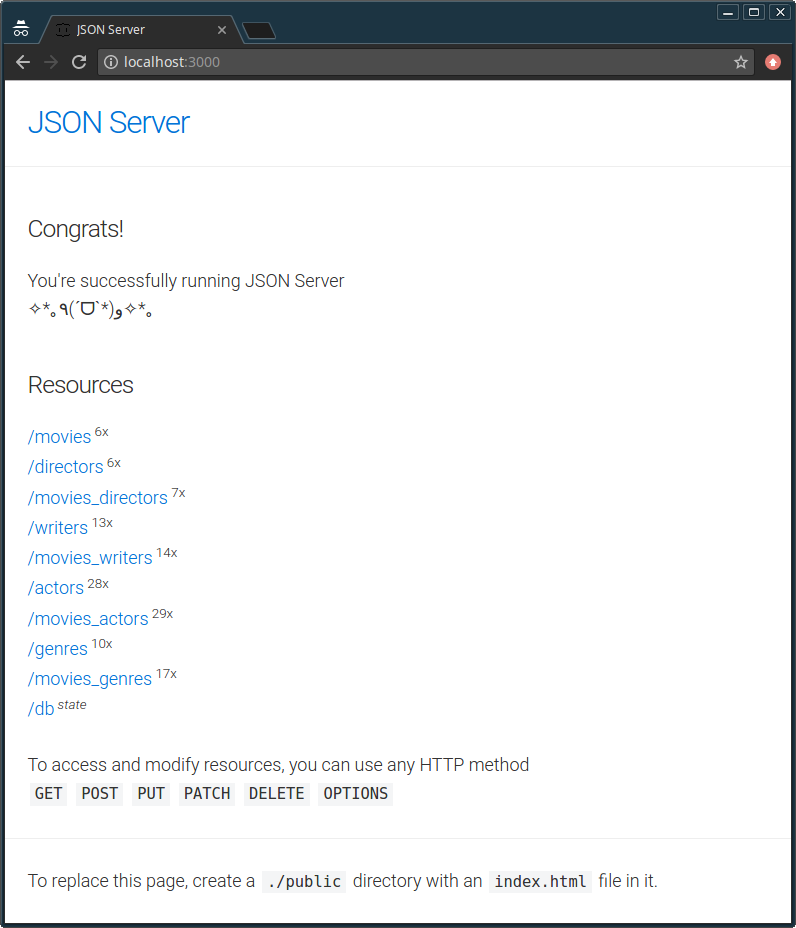 JSON Server
localhost:3000
JSON Server
Congrats!
You're successfully running JSON Server
✧*｡٩(ˊᗜˋ*)و✧*｡
Resources
/movies 6x
/directors 6x
/movies_directors 7x
/writers 13x
/movies_writers 14x
/actors 28x
/movies_actors 29x
/genres 10x
/movies_genres 17x
/db state
To access and modify resources, you can use any HTTP method
GET POST PUT PATCH DELETE OPTIONS
To replace this page, create a ./public directory with an index.html file in it.